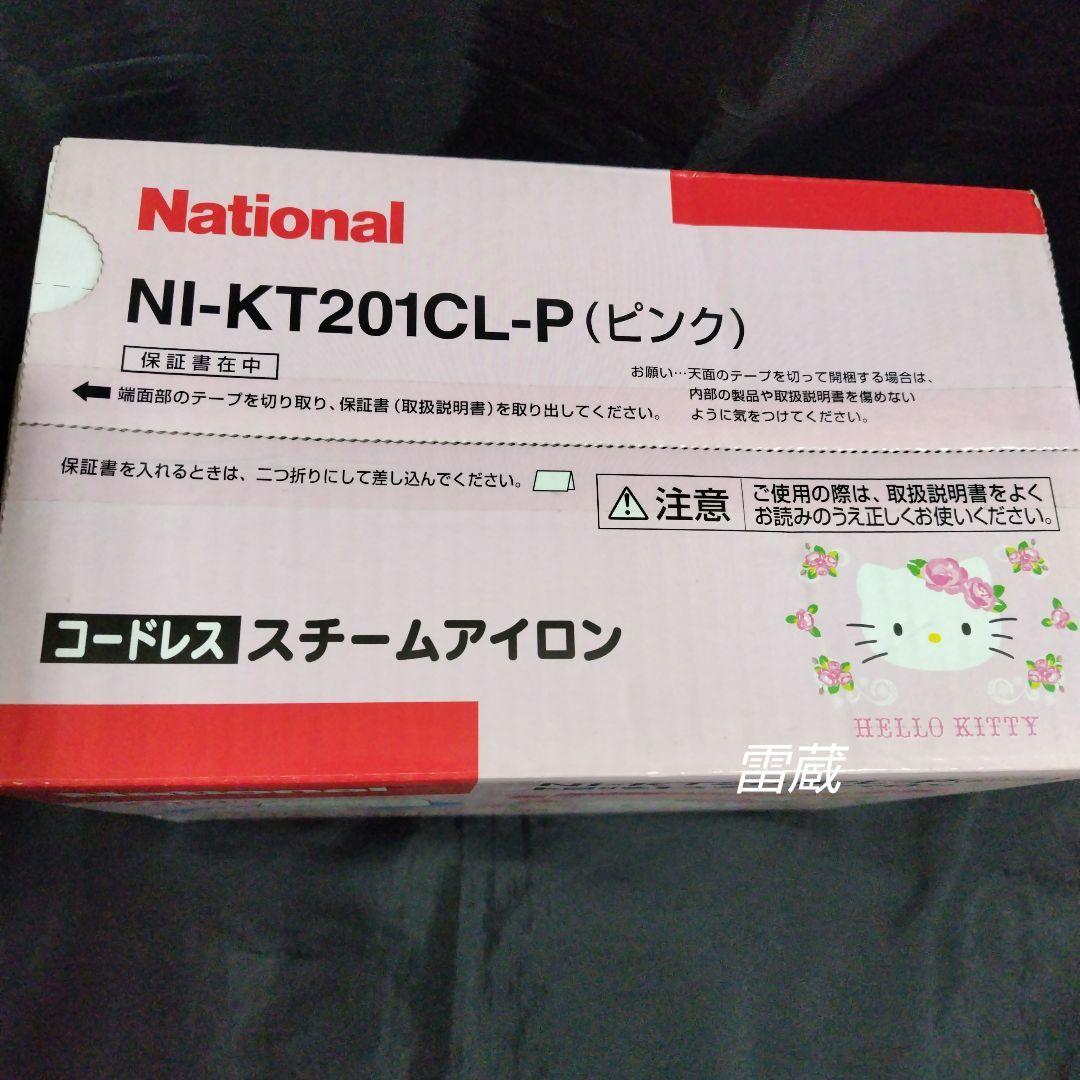 National
NI-KT201CL-P(ピンク)
保証書在中
端面部のテープを切り取り、保証書(取扱説明書)を取り出してください。
お願い…天面のテープを切って開梱する場合は、
内部の製品や取扱説明書を傷めない
ように気をつけてください。
保証書を入れるときは、二つ折りにして差し込んでください。
注意
ご使用の際は、取扱説明書をよく
お読みのうえ正しくお使いください。
コードレス スチームアイロン
HELLO KITTY
雷蔵
National